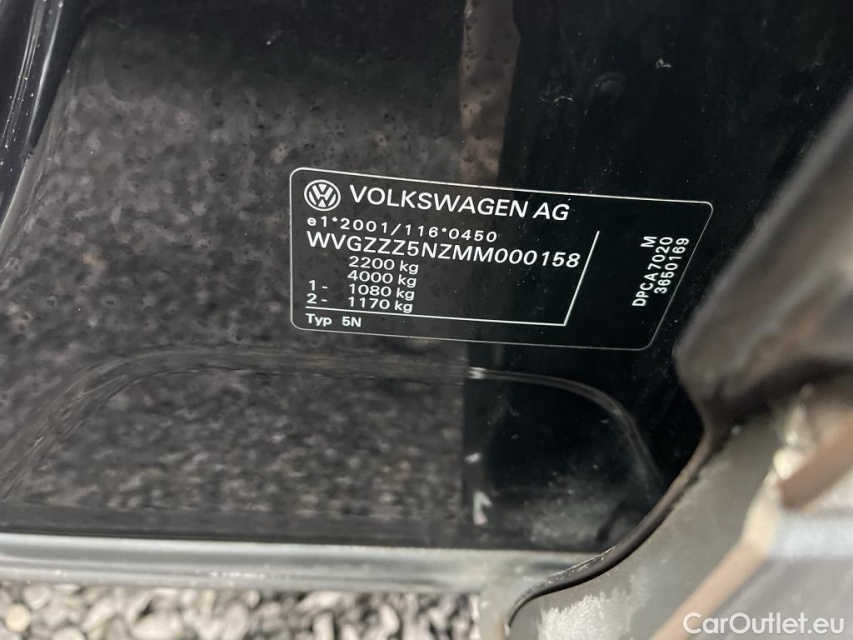 VOLKSWAGEN AG
e1*2001/116*0450
WVGZZZ5NZMM000158
2200 kg
4000 kg
1- 1080 kg
2- 1170 kg
Typ 5N
M
DPCA7020
3650169
CarOutlet.eu